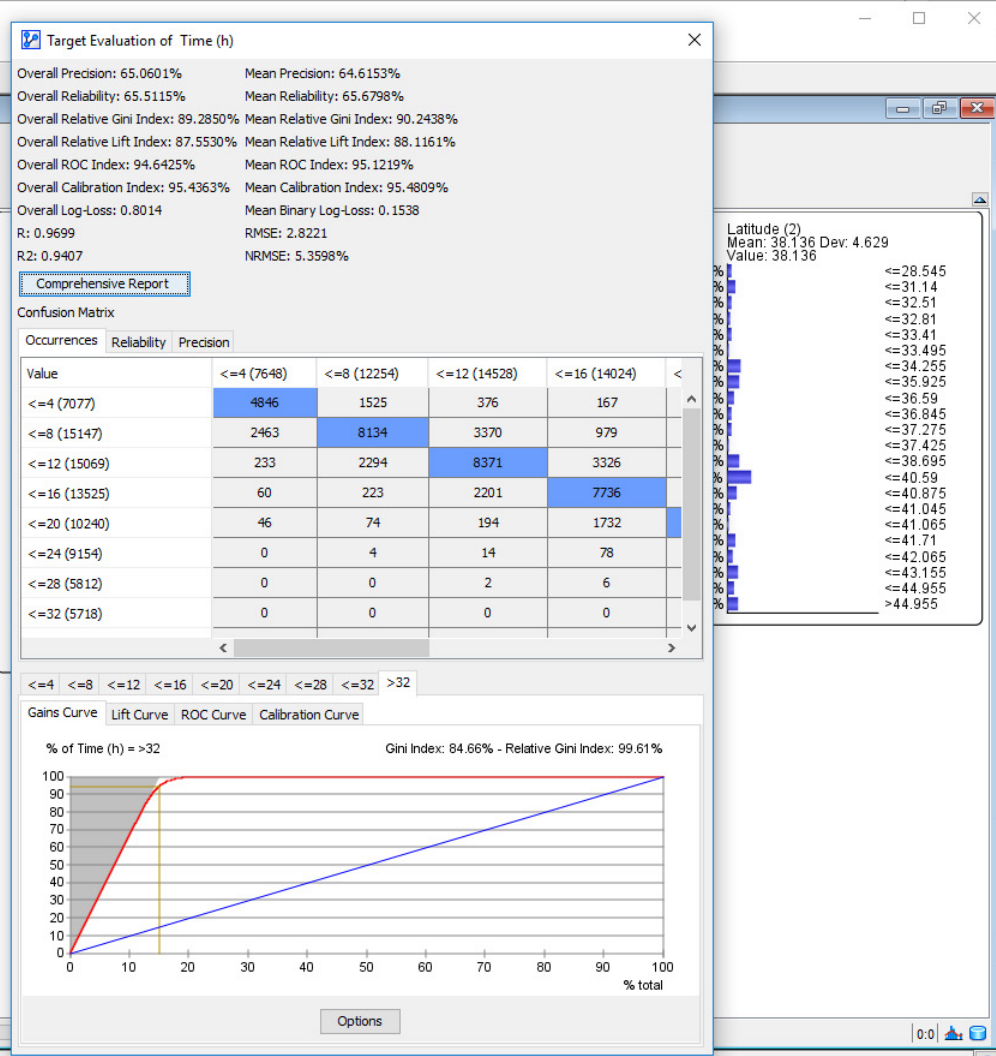 Target Evaluation of Time (h)
Overall Precision: 65.0601% Mean Precision: 64.6153%
Overall Reliability: 65.5115% Mean Reliability: 65.6798%
Overall Relative Gini Index: 89.2850% Mean Relative Gini Index: 90.2438%
Overall Relative Lift Index: 87.5530% Mean Relative Lift Index: 88.1161%
Overall ROC Index: 94.6425% Mean ROC Index: 95.1219%
Overall Calibration Index: 95.4363% Mean Calibration Index: 95.4809%
Overall Log-Loss: 0.8014 Mean Binary Log-Loss: 0.1538
R: 0.9699 RMSE: 2.8221
R2: 0.9407 NRMSE: 5.3598%
Comprehensive Report
Confusion Matrix
Occurrences Reliability Precision
Value <=4 (7648) <=8 (12254) <=12 (14528) <=16 (14024) <
<=4 (7077) 4846 1525 376 167
<=8 (15147) 2463 8134 3370 979
<=12 (15069) 233 2294 8371 3326
<=16 (13525) 60 223 2201 7736
<=20 (10240) 46 74 194 1732
<=24 (9154) 0 4 14 78
<=28 (5812) 0 0 2 6
<=32 (5718) 0 0 0 0
<=4 <=8 <=12 <=16 <=20 <=24 <=28 <=32 >32
Gains Curve Lift Curve ROC Curve Calibration Curve
% of Time (h) = >32 Gini Index: 84.66% - Relative Gini Index: 99.61%
100
90
80
70
60
50
40
30
20
10
0
0 10 20 30 40 50 60 70 80 90 100
% total
Options
Latitude (2)
Mean: 38.136 Dev: 4.629
Value: 38.136
% <=28.545
% <=31.14
% <=32.51
% <=32.81
% <=33.41
% <=33.495
% <=34.255
% <=35.925
% <=36.59
% <=36.845
% <=37.275
% <=37.425
% <=38.695
% <=40.59
% <=40.875
% <=41.045
% <=41.065
% <=41.71
% <=42.065
% <=43.155
% <=44.955
% >44.955
0:0